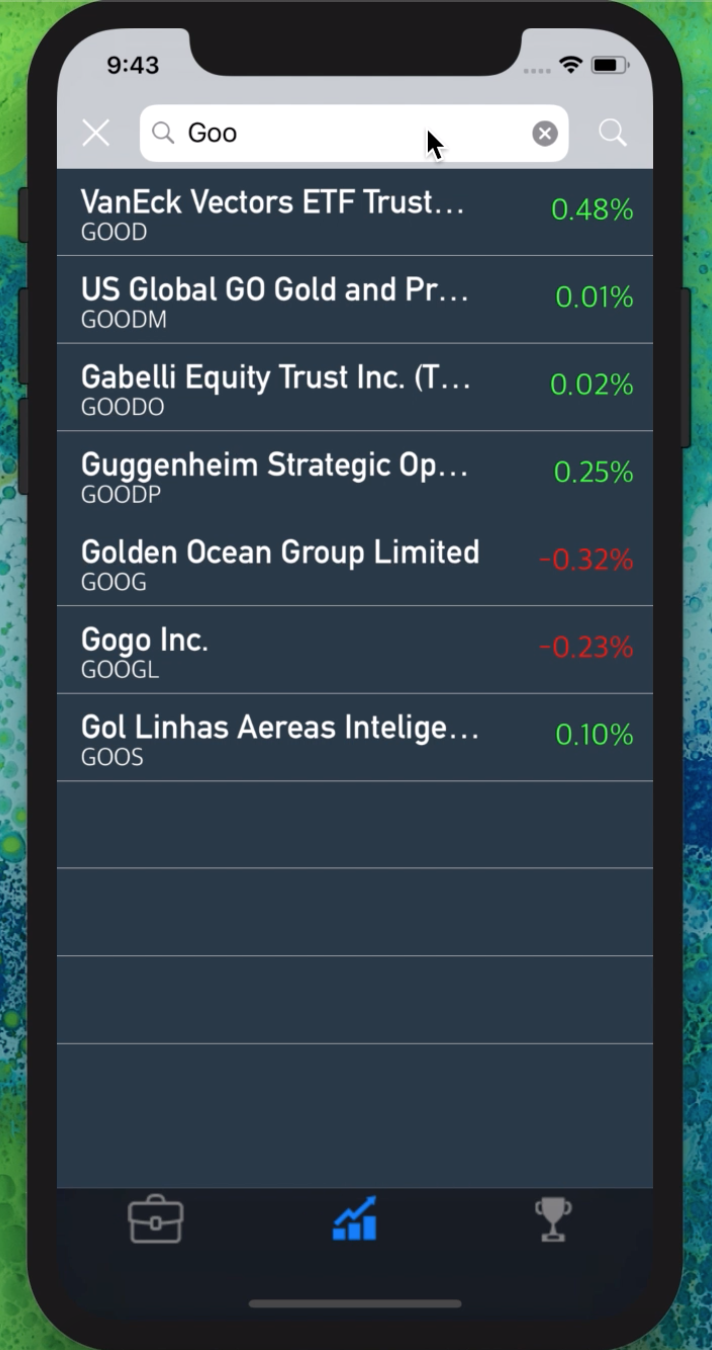 9:43
Goo
VanEck Vectors ETF Trust...
0.48%
GOOD
US Global GO Gold and Pr...
0.01%
GOODM
Gabelli Equity Trust Inc. (T...
0.02%
GOODO
Guggenheim Strategic Op...
0.25%
GOODP
Golden Ocean Group Limited
-0.32%
GOOG
Gogo Inc.
-0.23%
GOOGL
Gol Linhas Aereas Intelige...
0.10%
GOOS